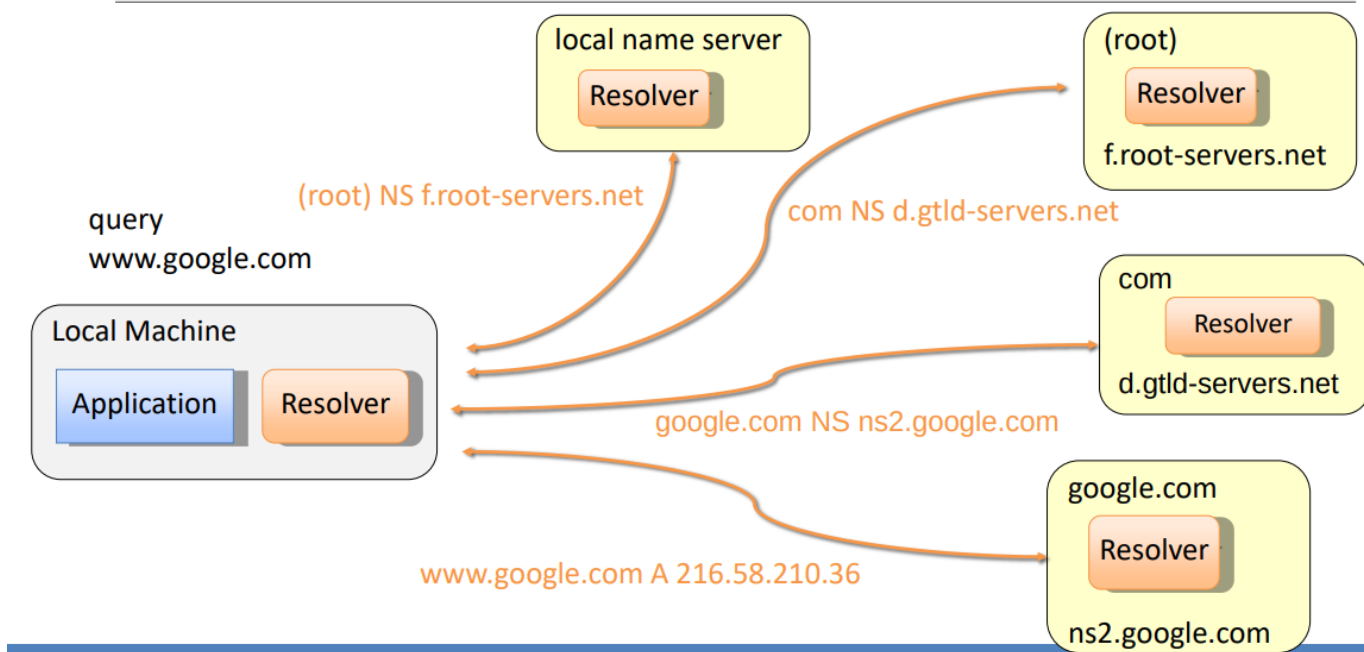 local name server
Resolver
(root)
Resolver
f.root-servers.net
(root) NS f.root-servers.net
com NS d.gtld-servers.net
query
www.google.com
com
Resolver
d.gtld-servers.net
Local Machine
Application
Resolver
google.com NS ns2.google.com
google.com
Resolver
ns2.google.com
www.google.com A 216.58.210.36